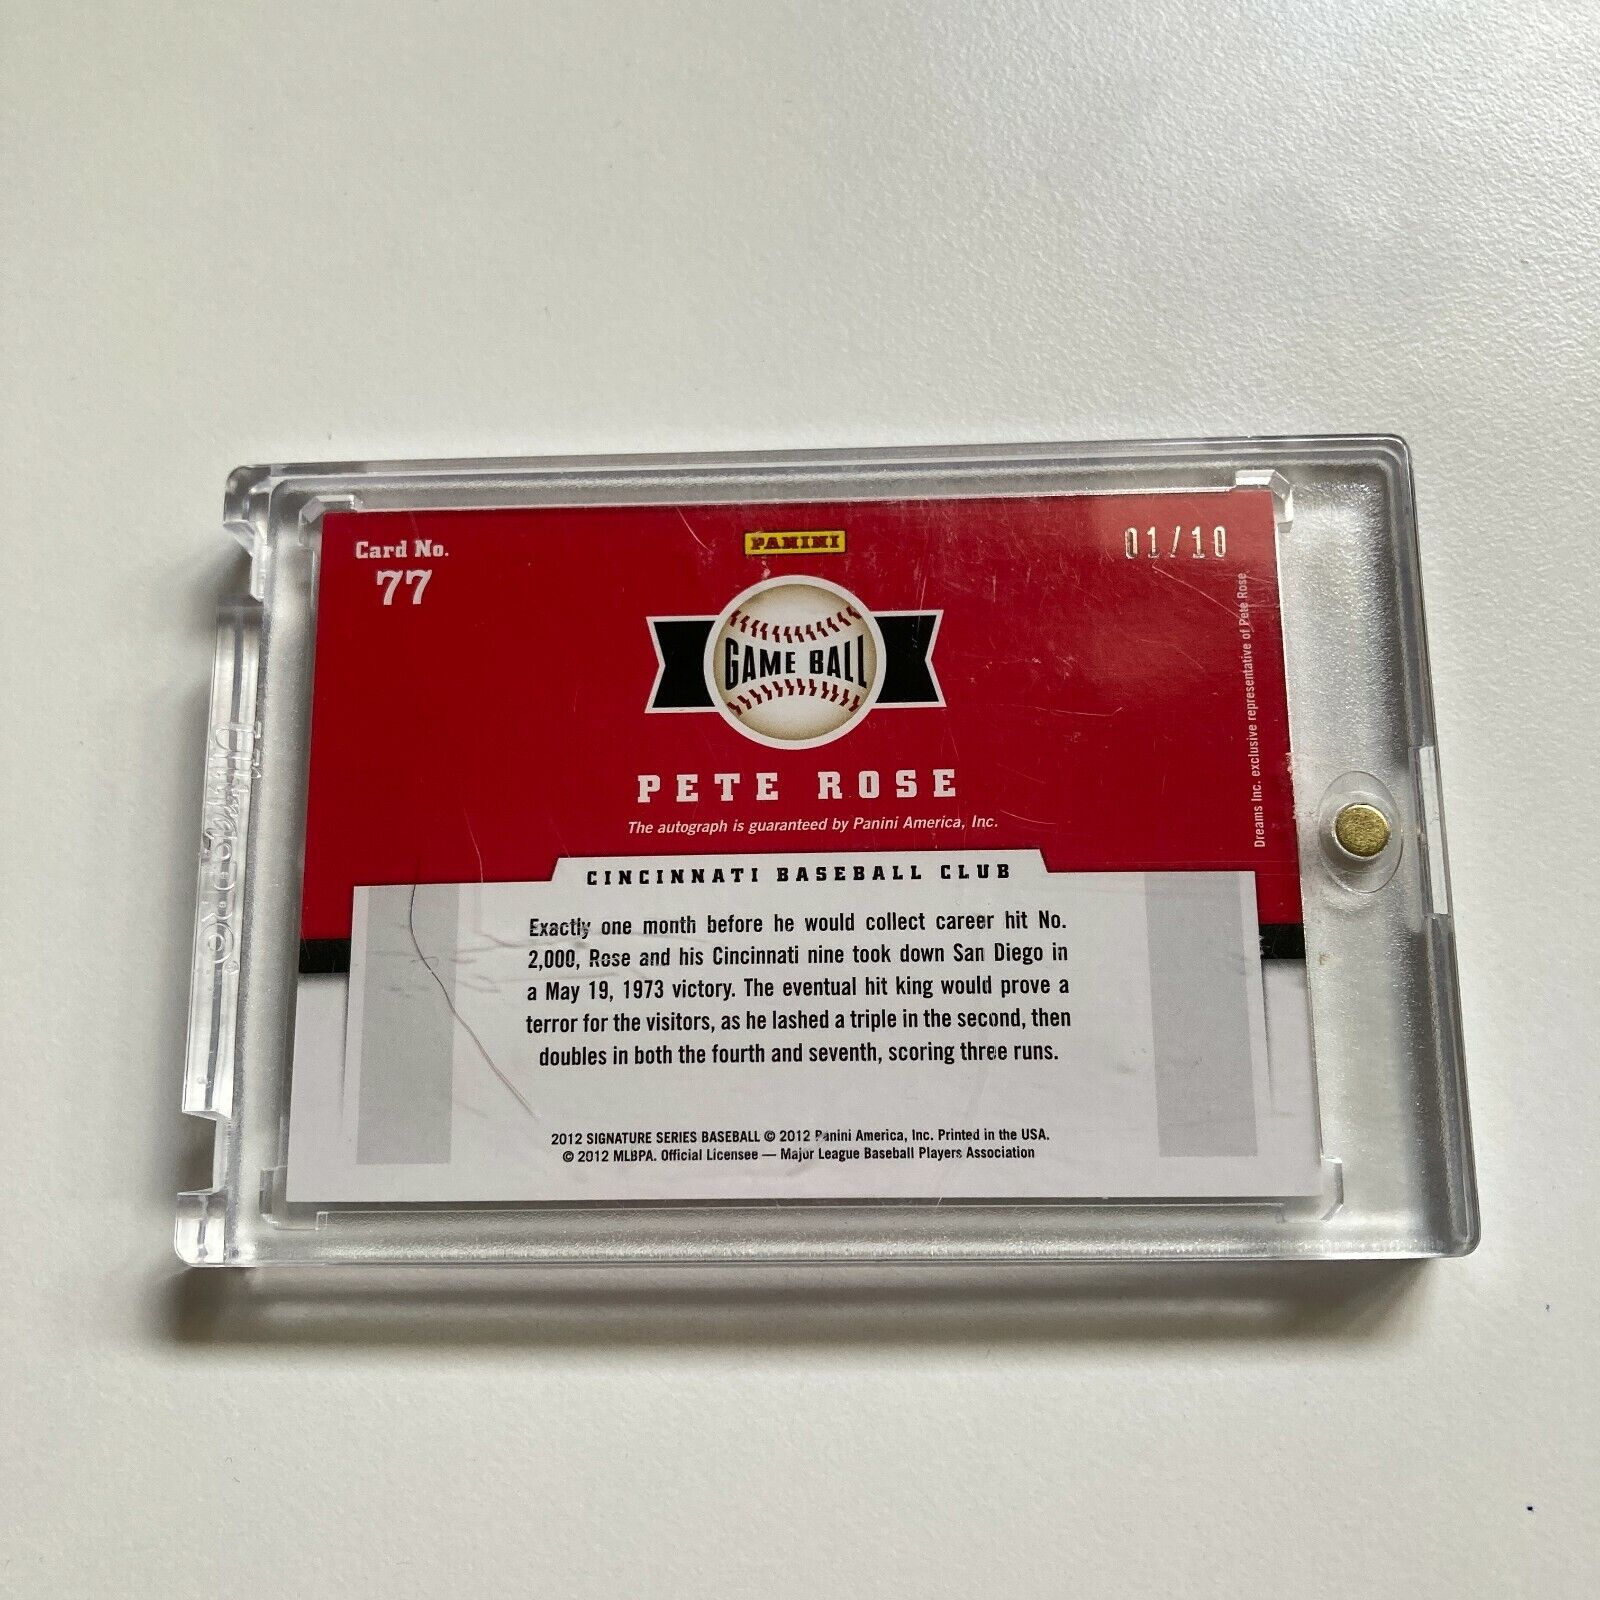 Card No.
77
PANINI
01/10
GAME BALL
PETE ROSE
The autograph is guaranteed by Panini America, Inc.
Dreams Inc. exclusive representative of Pete Rose.
CINCINNATI BASEBALL CLUB
Exactly one month before he would collect career hit No.
2,000, Rose and his Cincinnati nine took down San Diego in
a May 19, 1973 victory. The eventual hit king would prove a
terror for the visitors, as he lashed a triple in the second, then
doubles in both the fourth and seventh, scoring three runs.
2012 SIGNATURE SERIES BASEBALL © 2012 Panini America, Inc. Printed in the USA.
© 2012 MLBPA. Official Licensee — Major League Baseball Players Association